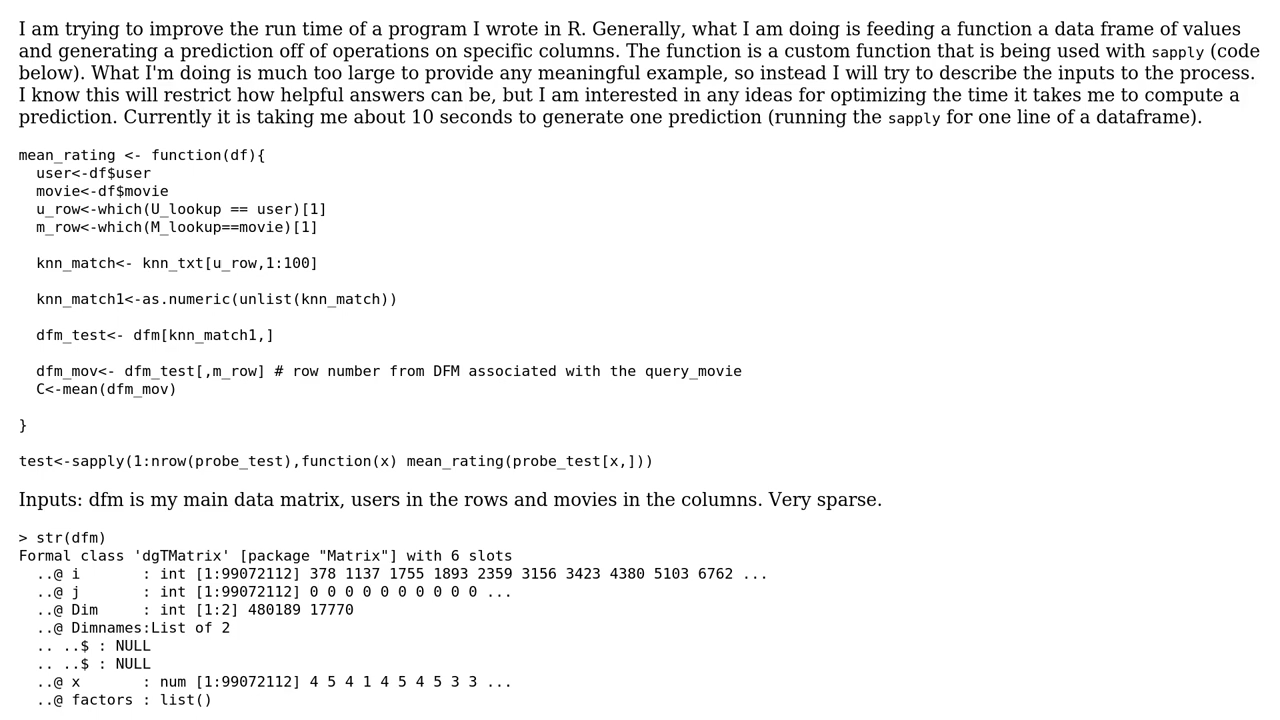 I am trying to improve the run time of a program I wrote in R. Generally, what I am doing is feeding a function a data frame of values
and generating a prediction off of operations on specific columns. The function is a custom function that is being used with sapply (code
below). What I'm doing is much too large to provide any meaningful example, so instead I will try to describe the inputs to the process.
I know this will restrict how helpful answers can be, but I am interested in any ideas for optimizing the time it takes me to compute a
prediction. Currently it is taking me about 10 seconds to generate one prediction (running the sapply for one line of a dataframe).
mean_rating <- function(df){
  user<-df$user
  movie<-df$movie
  u_row<-which(U_lookup == user)[1]
  m_row<-which(M_lookup==movie)[1]
  knn_match<- knn_txt[u_row,1:100]
  knn_match1<-as.numeric(unlist(knn_match))
  dfm_test<- dfm[knn_match1,]
  dfm_mov<- dfm_test[,m_row] # row number from DFM associated with the query_movie
  C<-mean(dfm_mov)
}
test<-sapply(1:nrow(probe_test),function(x) mean_rating(probe_test[x,]))
Inputs: dfm is my main data matrix, users in the rows and movies in the columns. Very sparse.
> str(dfm)
Formal class 'dgTMatrix' [package "Matrix"] with 6 slots
  ..@ i       : int [1:99072112] 378 1137 1755 1893 2359 3156 3423 4380 5103 6762 ...
  ..@ j       : int [1:99072112] 0 0 0 0 0 0 0 0 0 0 ...
  ..@ Dim     : int [1:2] 480189 17770
  ..@ Dimnames:List of 2
  .. ..$ : NULL
  .. ..$ : NULL
  ..@ x       : num [1:99072112] 4 5 4 1 4 5 4 5 3 3 ...
  ..@ factors : list()